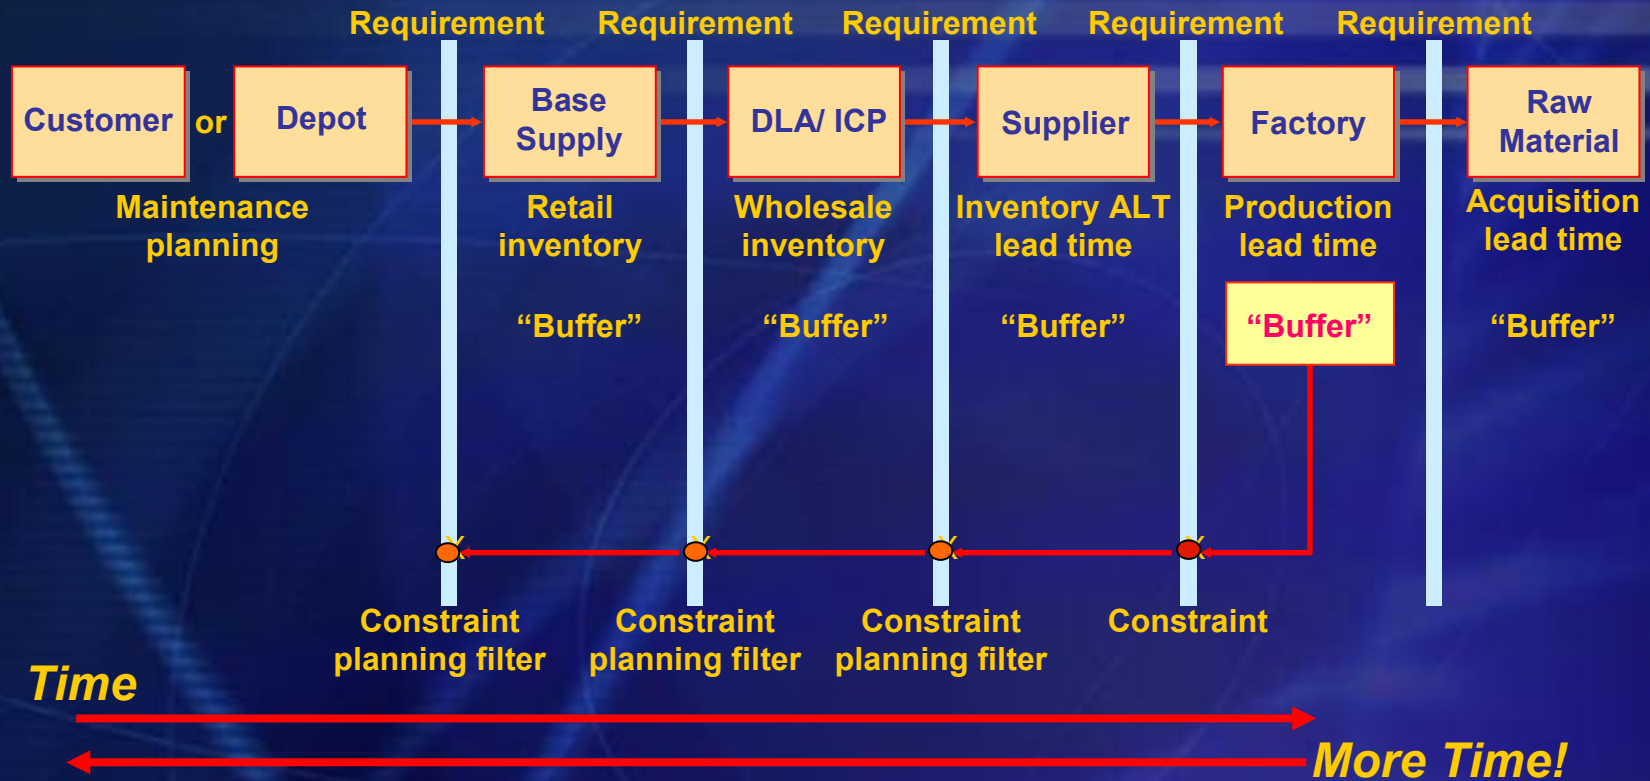 Requirement Requirement Requirement Requirement Requirement
Customer or Depot
Base
Supply
DLA/ ICP
Supplier
Factory
Raw
Material
Maintenance
planning
Retail
inventory
Wholesale
inventory
Inventory ALT
lead time
Production
lead time
Acquisition
lead time
“Buffer” “Buffer” “Buffer” “Buffer” “Buffer”
X X X X
Constraint
planning filter
Constraint
planning filter
Constraint
planning filter
Constraint
Time
More Time!